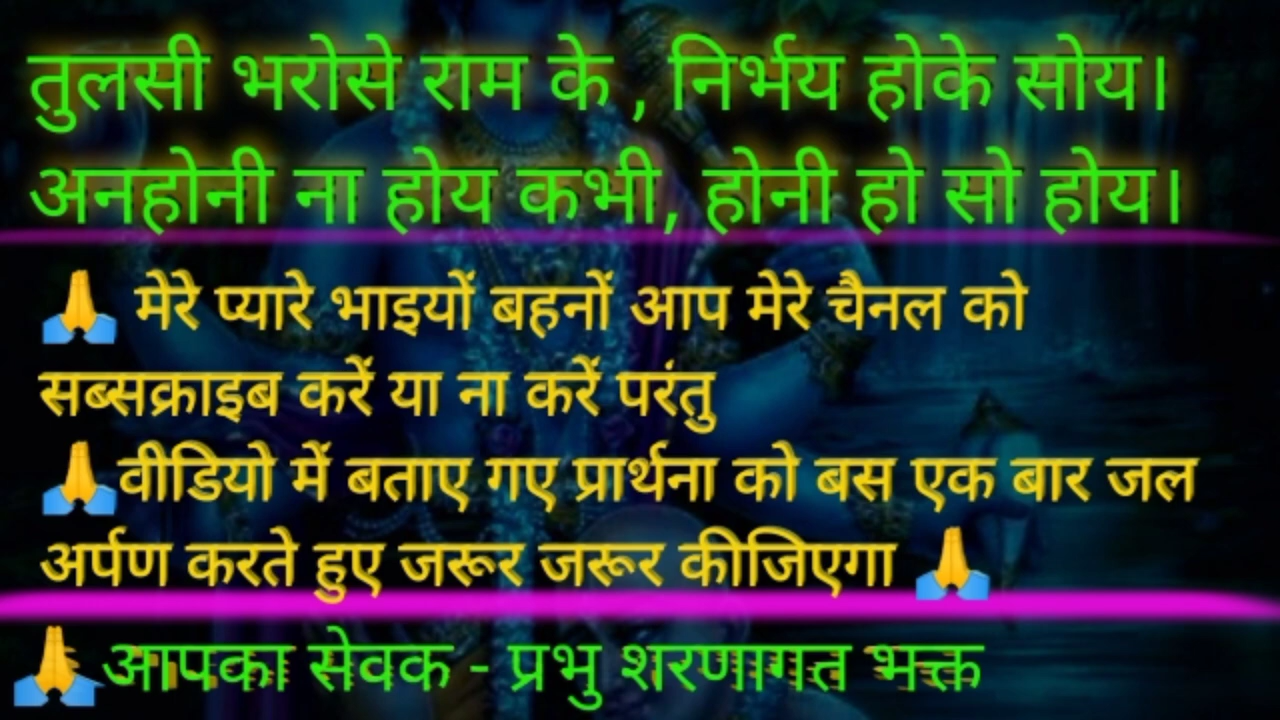 तुलसी भरोसे राम के , निर्भय होके सोय।
अनहोनी ना होय कभी, होनी हो सो होय।
🙏 मेरे प्यारे भाइयों बहनों आप मेरे चैनल को
सब्सक्राइब करें या ना करें परंतु
🙏वीडियो में बताए गए प्रार्थना को बस एक बार जल
अर्पण करते हुए जरूर जरूर कीजिएगा 🙏
🙏आपका सेवक - प्रभु शरणागत भक्त